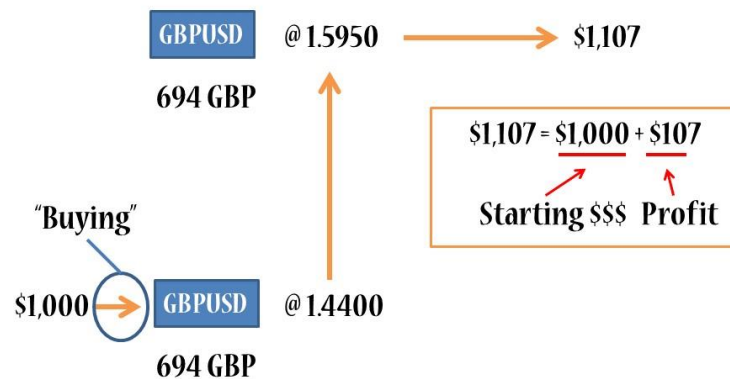 GBPUSD @ 1.5950 $1,107
694 GBP
$1,107 = $1,000 + $107
Starting $$$ Profit
“Buying”
$1,000 GBPUSD @ 1.4400
694 GBP